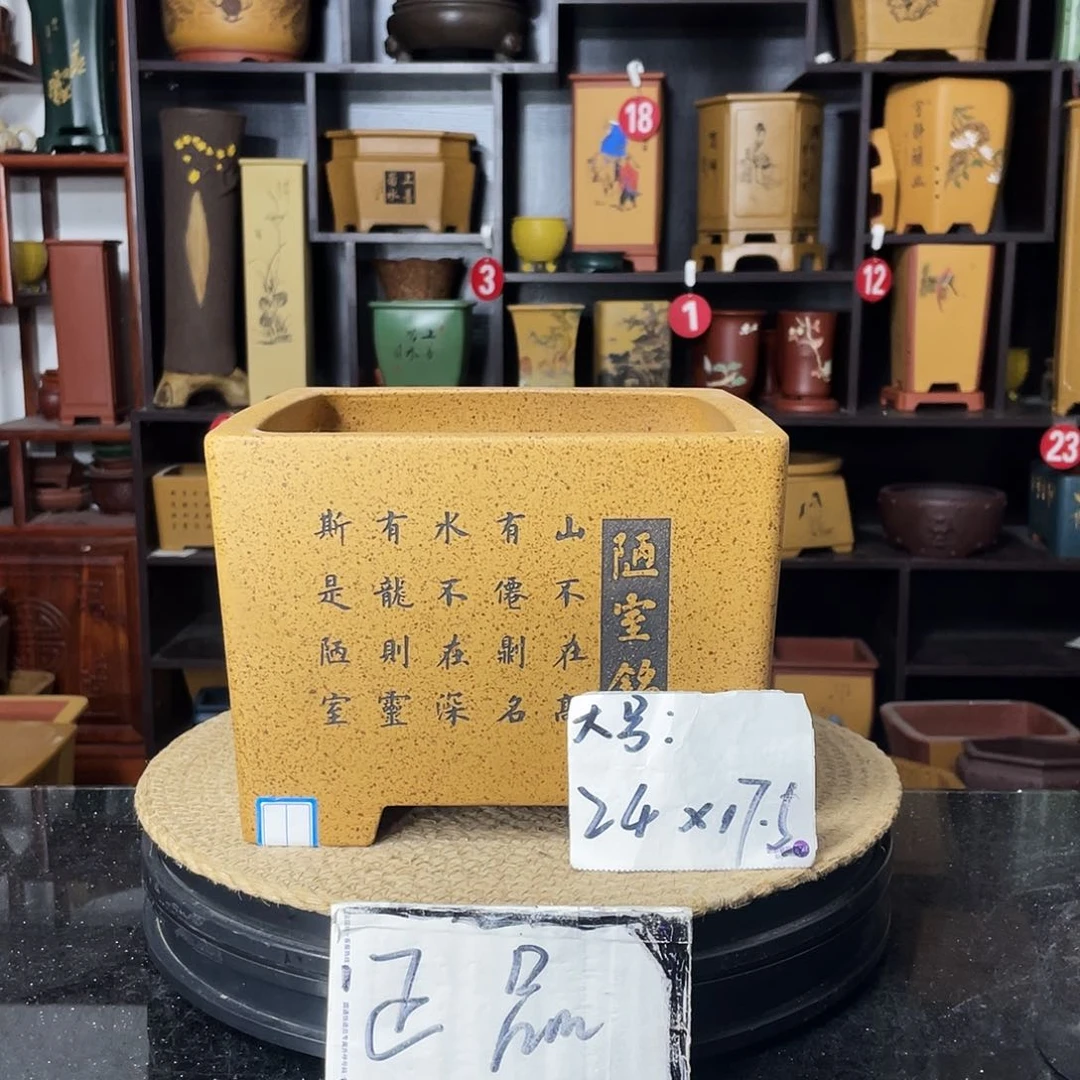 陋室銘
山不在高
有僊則名
水不在深
有龍則靈
斯是陋室
大号:
24×17.5
正品
18
3
1
12
23